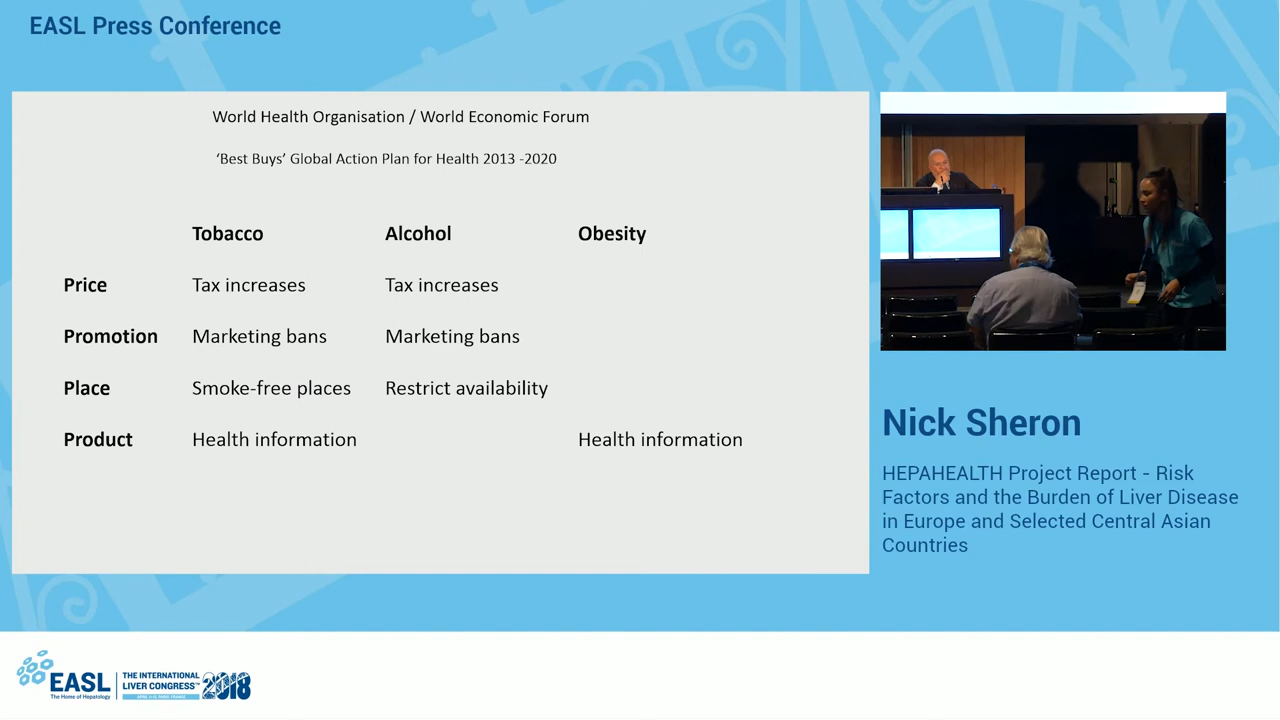 EASL Press Conference
World Health Organisation / World Economic Forum
‘Best Buys’ Global Action Plan for Health 2013 -2020
Tobacco Alcohol Obesity
Price Tax increases Tax increases
Promotion Marketing bans Marketing bans
Place Smoke-free places Restrict availability
Product Health information Health information
Nick Sheron
HEPAHEALTH Project Report - Risk
Factors and the Burden of Liver Disease
in Europe and Selected Central Asian
Countries
EASL
The Home of Hepatology
THE INTERNATIONAL
LIVER CONGRESS™
2018